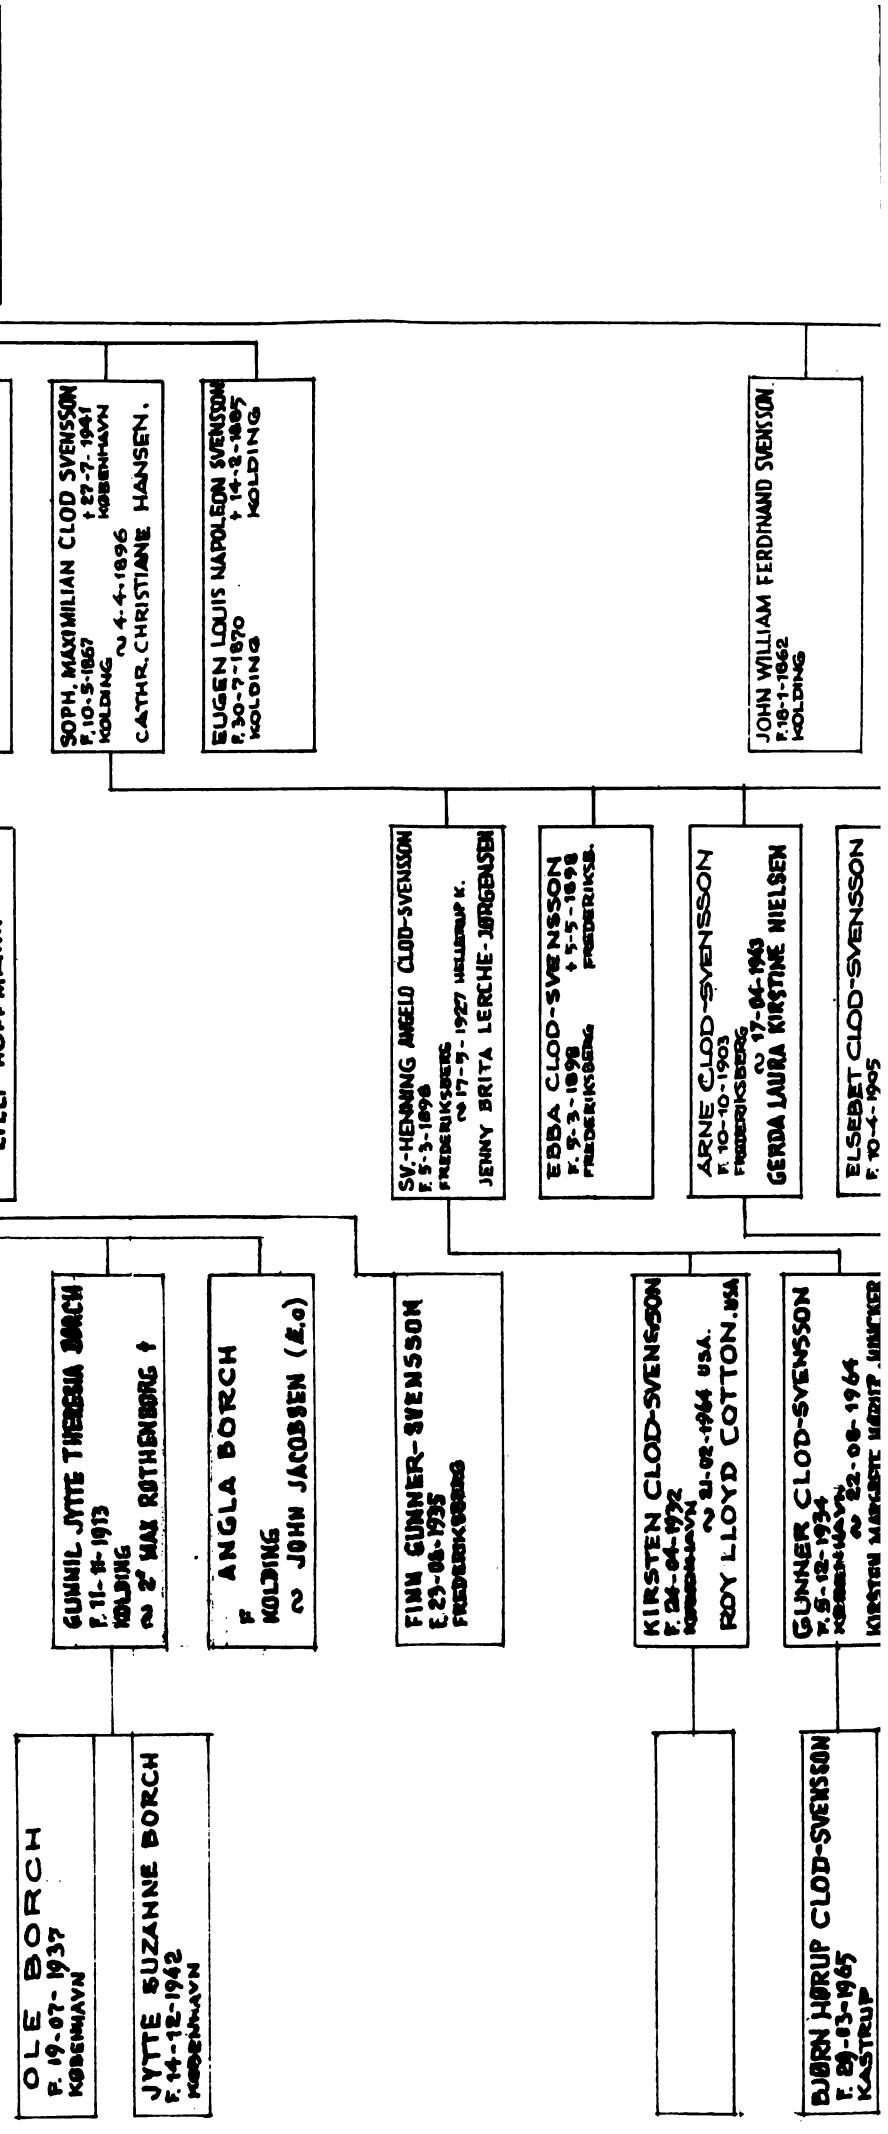 SOPH. MAXIMILIAN CLOD SVENSSON
F. 10-5-1867 † 27-7-1941
KOLDING KØBENHAVN
~ 4-4-1896
CATHR. CHRISTIANE HANSEN.
EUGEN LOUIS NAPOLEON SVENSSON
F. 30-7-1870 † 14-2-1885
KOLDING KOLDING
JOHN WILLIAM FERDINAND SVENSSON
F. 18-1-1862
KOLDING
SV.-HENNING ANGELO CLOD-SVENSSON
F. 5-3-1898
FREDERIKSBERG
~ 17-5-1927 HELLERUP K.
JENNY BRITA LERCHE-JØRGENSEN
EBBA CLOD-SVENSSON
F. 5-3-1898 † 5-5-1898
FREDERIKSBERG FREDERIKSB.
ARNE CLOD-SVENSSON
F. 10-10-1903
FREDERIKSBERG
~ 17-04-1943
GERDA LAURA KIRSTINE NIELSEN
ELSEBET CLOD-SVENSSON
F. 10-4-1905
GUNNIL JYTTE THERESIA BORCH
F. 11-11-1913
KOLDING
~ 2° MAX ROTHENBORG †
ANGLA BORCH
F
KOLDING
~ JOHN JACOBSEN (E.O)
FINN GUNNER-SVENSSON
F. 23-08-1935
FREDERIKSBERG
KIRSTEN CLOD-SVENSSON
F. 26-04-1932
KØBENHAVN
~ 21-02-1964 USA.
ROY LLOYD COTTON. USA
GUNNER CLOD-SVENSSON
F. 5-12-1934
KØBENHAVN
~ 22-08-1964
KIRSTEN MARGRETE
OLE BORCH
F. 19-07-1937
KØBENHAVN
JYTTE SUZANNE BORCH
F. 14-12-1942
KØBENHAVN
BJØRN HØRUP CLOD-SVENSSON
F. 29-03-1965
KASTRUP